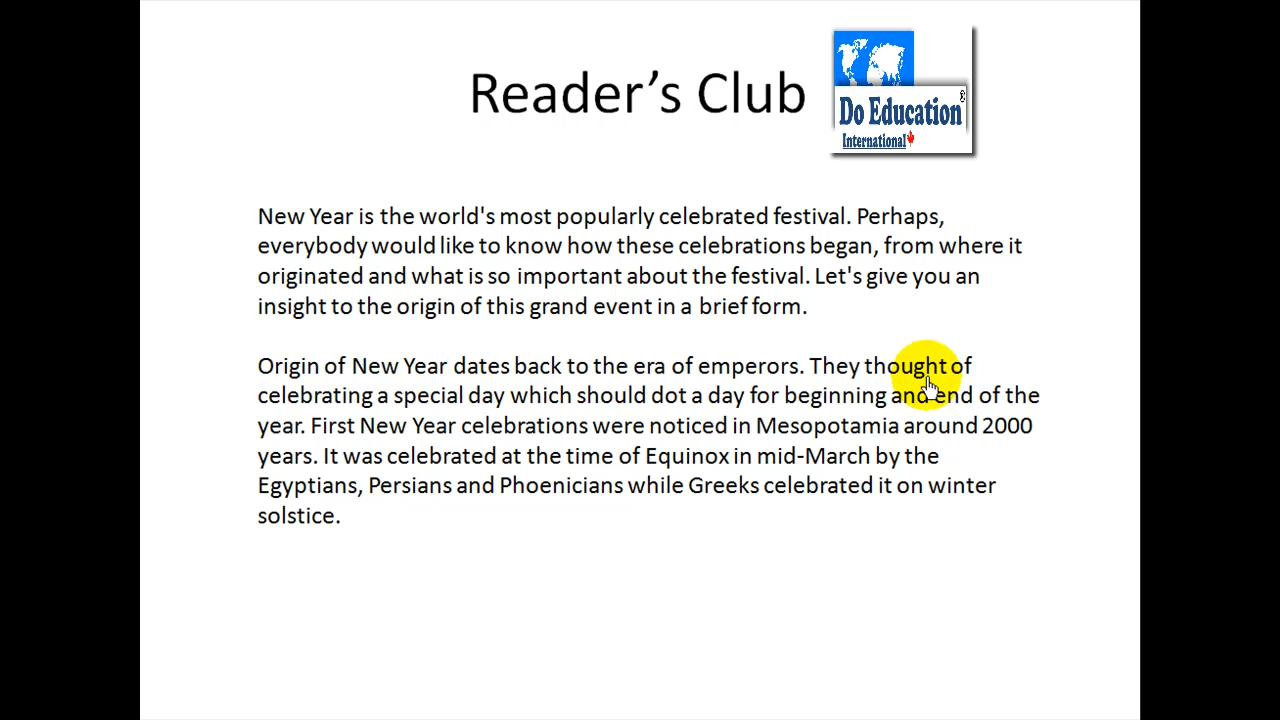 Reader’s Club
Do Education
International
New Year is the world's most popularly celebrated festival. Perhaps,
everybody would like to know how these celebrations began, from where it
originated and what is so important about the festival. Let's give you an
insight to the origin of this grand event in a brief form.
Origin of New Year dates back to the era of emperors. They thought of
celebrating a special day which should dot a day for beginning and end of the
year. First New Year celebrations were noticed in Mesopotamia around 2000
years. It was celebrated at the time of Equinox in mid-March by the
Egyptians, Persians and Phoenicians while Greeks celebrated it on winter
solstice.